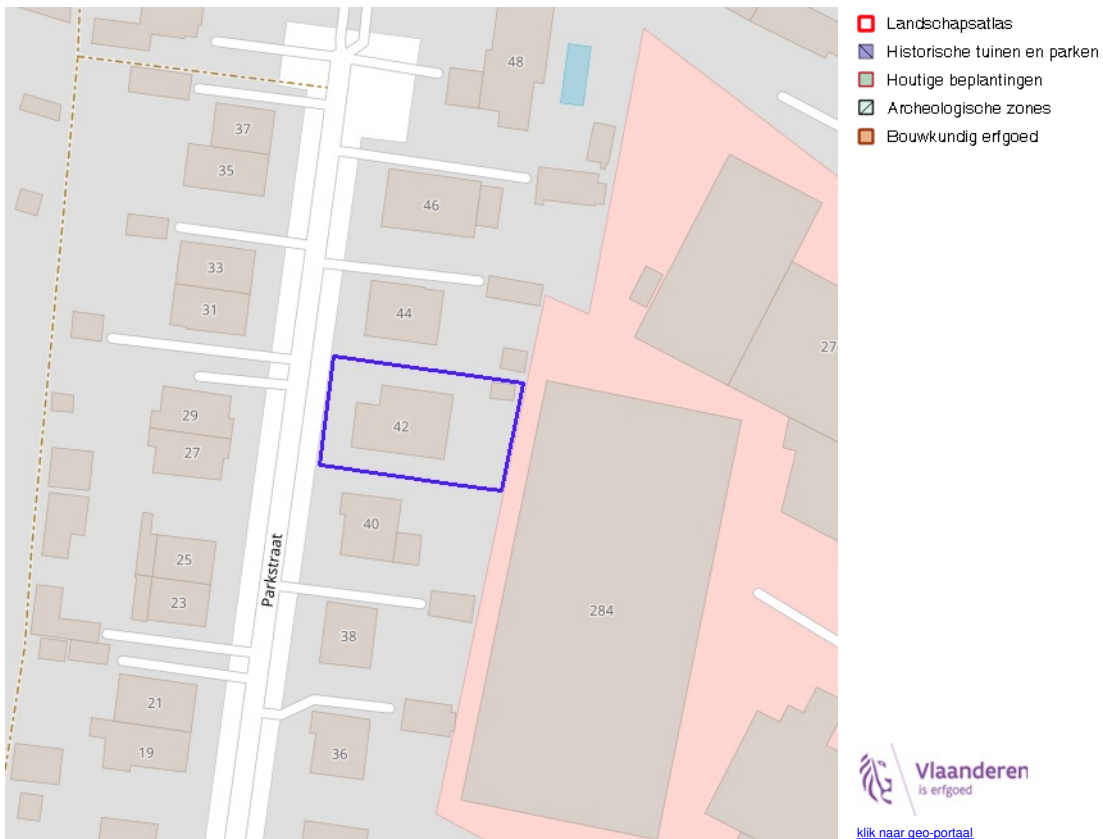 Landschapsatlas
Historische tuinen en parken
Houtige beplantingen
Archeologische zones
Bouwkundig erfgoed
48
37
35
46
33
31
44
27
29
27
42
40
25
23
Parkstraat
284
38
21
19
36
Vlaanderen
is erfgoed
klik naar geo-portaal